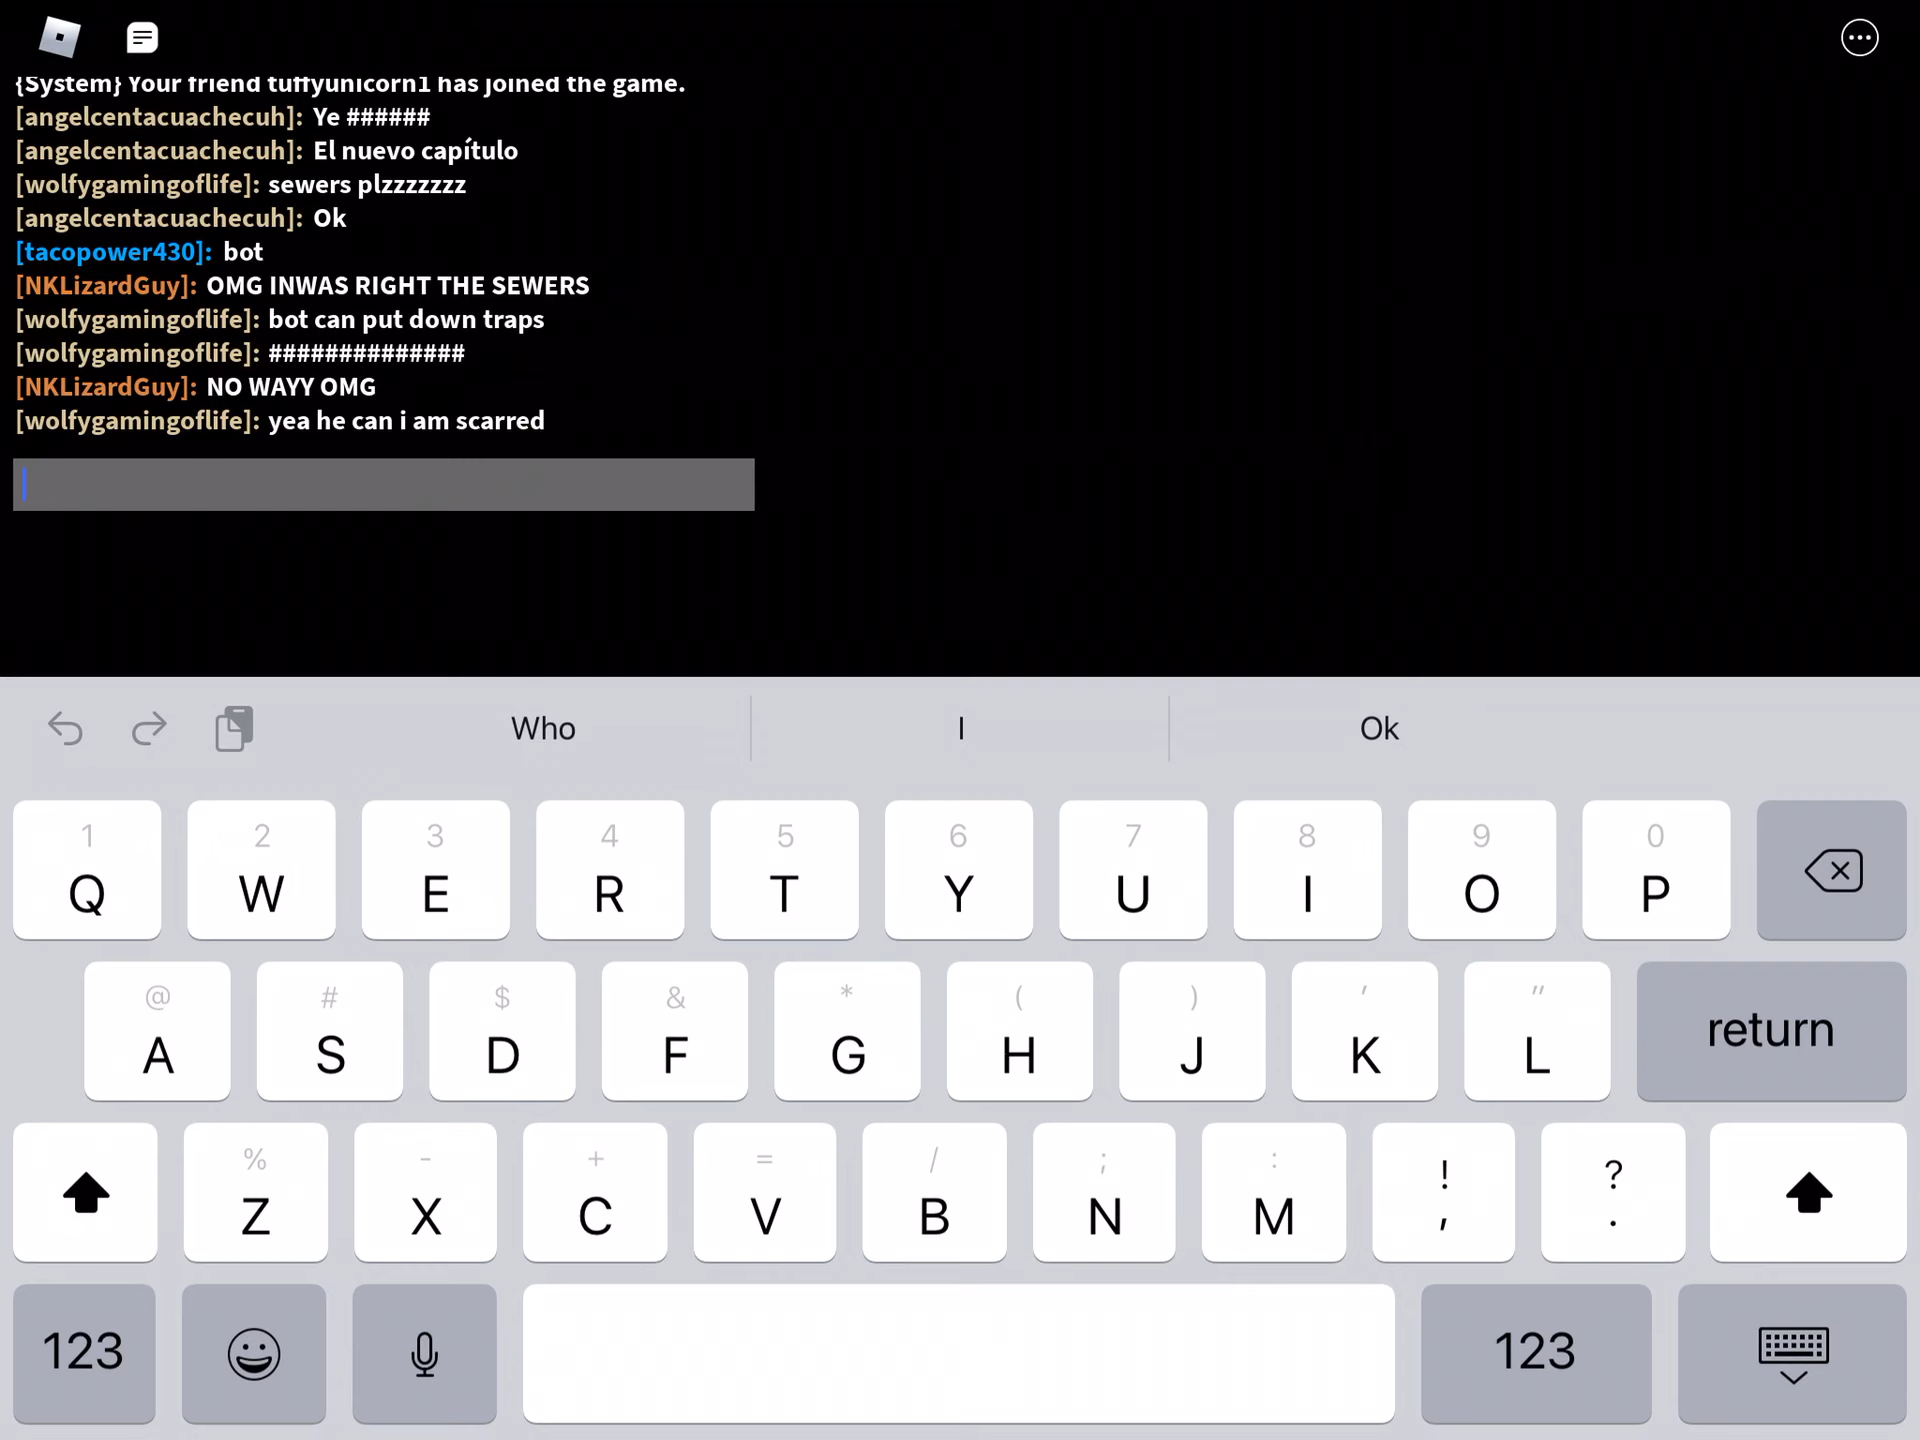 {System} Your friend tuffyunicorn1 has joined the game.
[angelcentacuachecuh]: Ye ######
[angelcentacuachecuh]: El nuevo capítulo
[wolfygamingoflife]: sewers plzzzzzzz
[angelcentacuachecuh]: Ok
[tacopower430]: bot
[NKLizardGuy]: OMG INWAS RIGHT THE SEWERS
[wolfygamingoflife]: bot can put down traps
[wolfygamingoflife]: ##############
[NKLizardGuy]: NO WAYY OMG
[wolfygamingoflife]: yea he can i am scarred
Who I Ok
1 2 3 4 5 6 7 8 9 0
Q W E R T Y U I O P
@ # $ & * ( ) ' "
A S D F G H J K L return
% - + = / ; : ! ?
Z X C V B N M , .
123 123